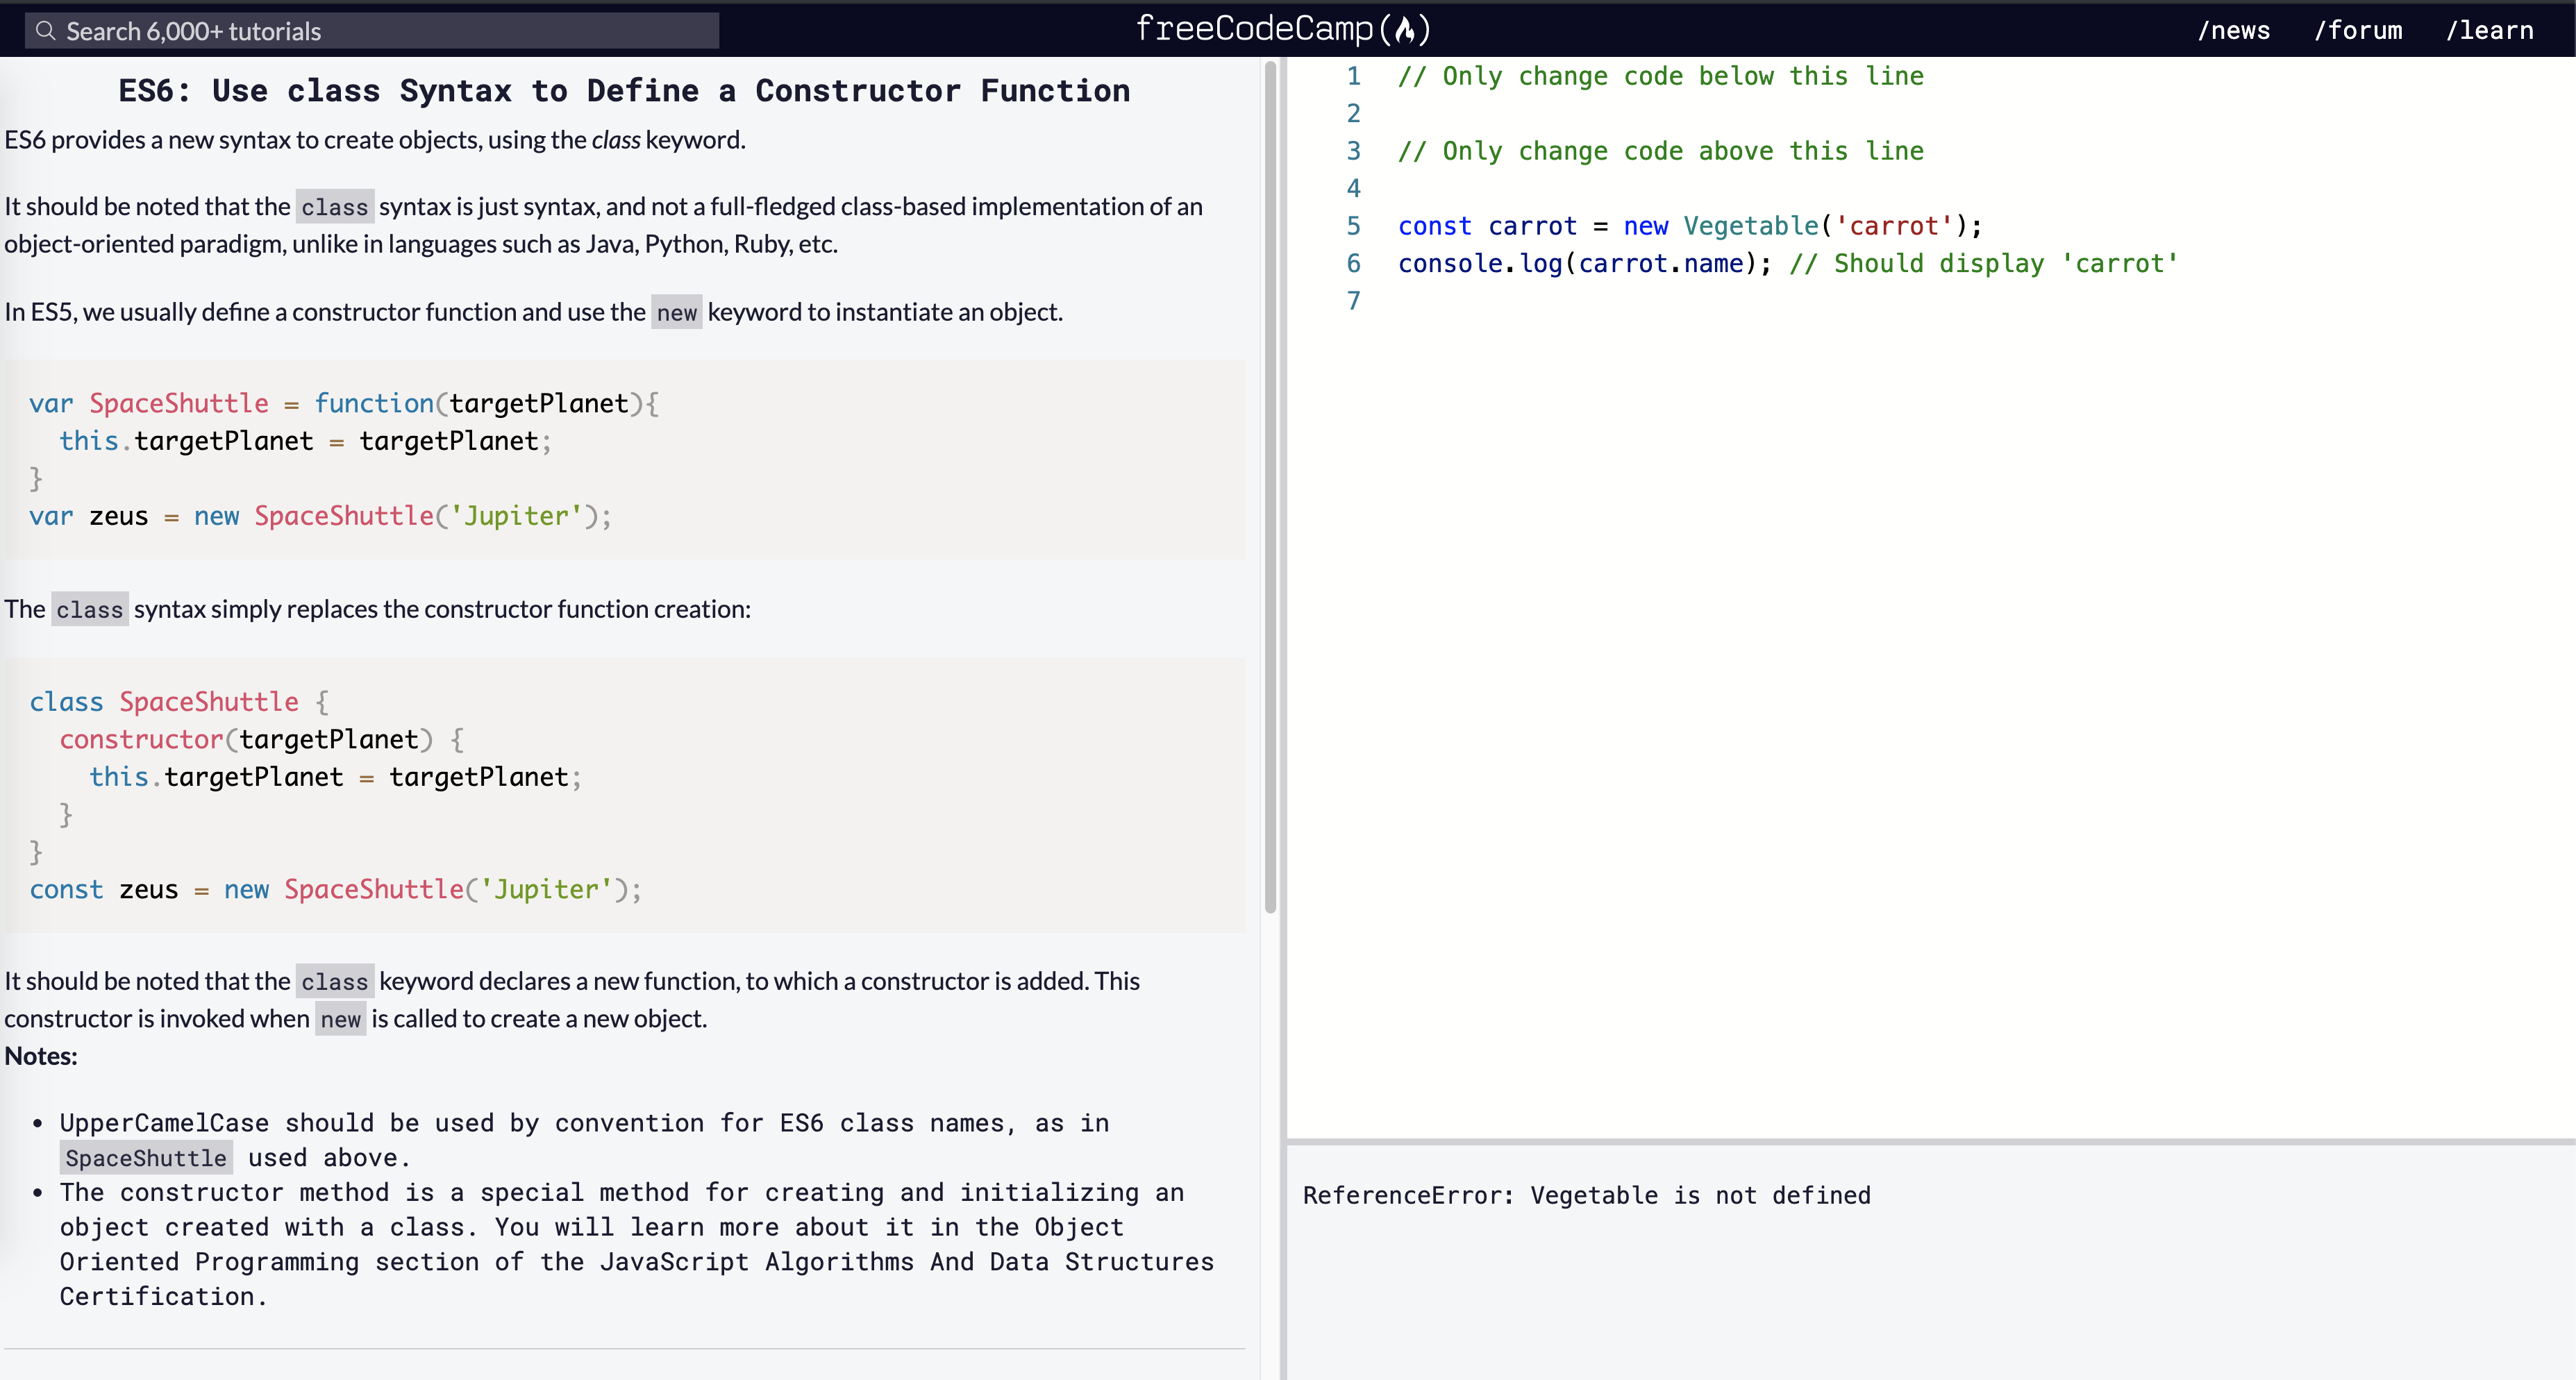 Search 6,000+ tutorials
freeCodeCamp
/news /forum /learn
ES6: Use class Syntax to Define a Constructor Function
ES6 provides a new syntax to create objects, using the class keyword.
It should be noted that the class syntax is just syntax, and not a full-fledged class-based implementation of an
object-oriented paradigm, unlike in languages such as Java, Python, Ruby, etc.
In ES5, we usually define a constructor function and use the new keyword to instantiate an object.
var SpaceShuttle = function(targetPlanet){
  this.targetPlanet = targetPlanet;
}
var zeus = new SpaceShuttle('Jupiter');
The class syntax simply replaces the constructor function creation:
class SpaceShuttle {
  constructor(targetPlanet) {
    this.targetPlanet = targetPlanet;
  }
}
const zeus = new SpaceShuttle('Jupiter');
It should be noted that the class keyword declares a new function, to which a constructor is added. This
constructor is invoked when new is called to create a new object.
Notes:
• UpperCamelCase should be used by convention for ES6 class names, as in
SpaceShuttle used above.
• The constructor method is a special method for creating and initializing an
object created with a class. You will learn more about it in the Object
Oriented Programming section of the JavaScript Algorithms And Data Structures
Certification.
1 // Only change code below this line
2
3 // Only change code above this line
4
5 const carrot = new Vegetable('carrot');
6 console.log(carrot.name); // Should display 'carrot'
7
ReferenceError: Vegetable is not defined